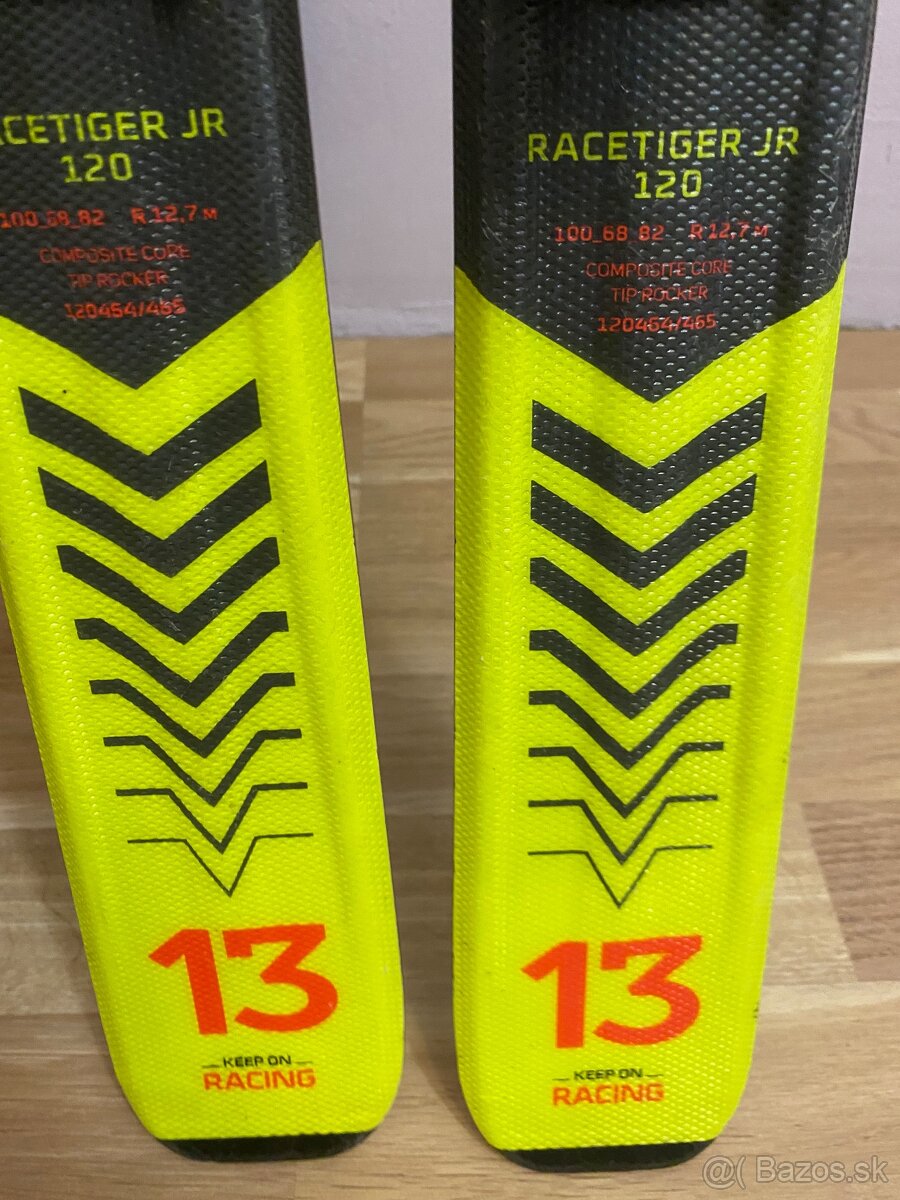 CETIGER JR
120
100_68_82 R 12,7 M
COMPOSITE CORE
TIP ROCKER
120464/465
13
KEEP ON
RACING
RACETIGER JR
120
100_68_82 R 12,7 M
COMPOSITE CORE
TIP ROCKER
120464/465
13
KEEP ON
RACING
@( Bazos.sk